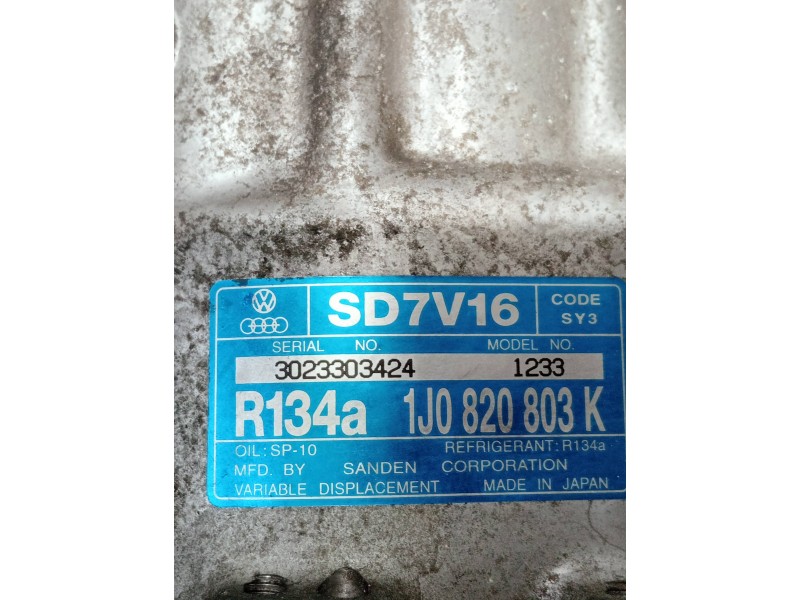 SD7V16
CODE
SY3
SERIAL NO. MODEL NO.
3023303424 1233
R134a 1J0 820 803 K
OIL: SP-10 REFRIGERANT: R134a
MFD. BY SANDEN CORPORATION
VARIABLE DISPLACEMENT MADE IN JAPAN